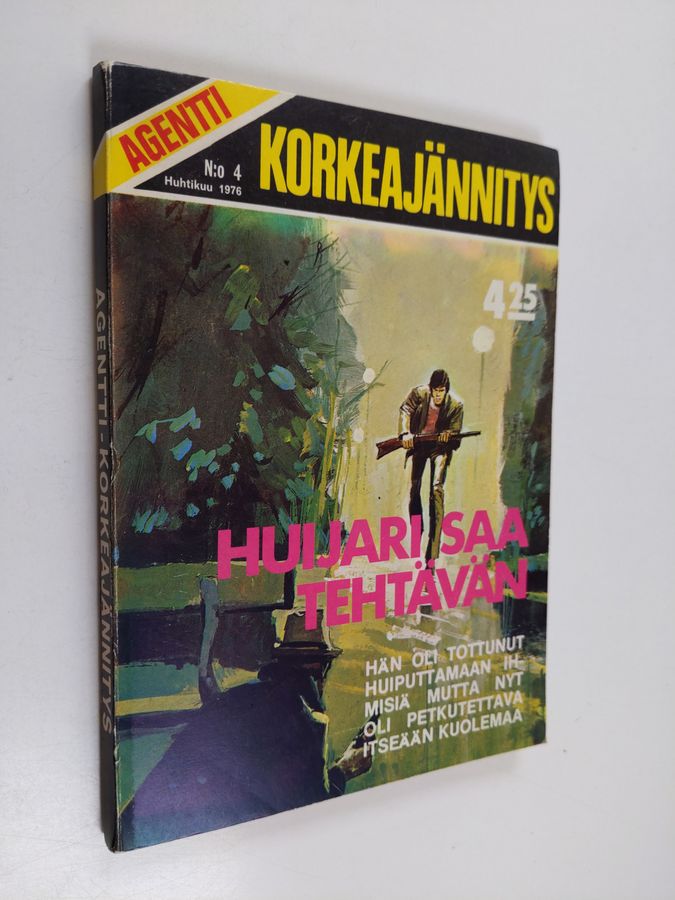 AGENTTI
N:o 4
Huhtikuu 1976
KORKEAJÄNNITYS
4 25
HUIJARI SAA
TEHTÄVÄN
HÄN OLI TOTTUNUT
HUIPUTTAMAAN IH-
MISIÄ MUTTA NYT
OLI PETKUTETTAVA
ITSEÄÄN KUOLEMAA
AGENTTI-KORKEAJÄNNITYS